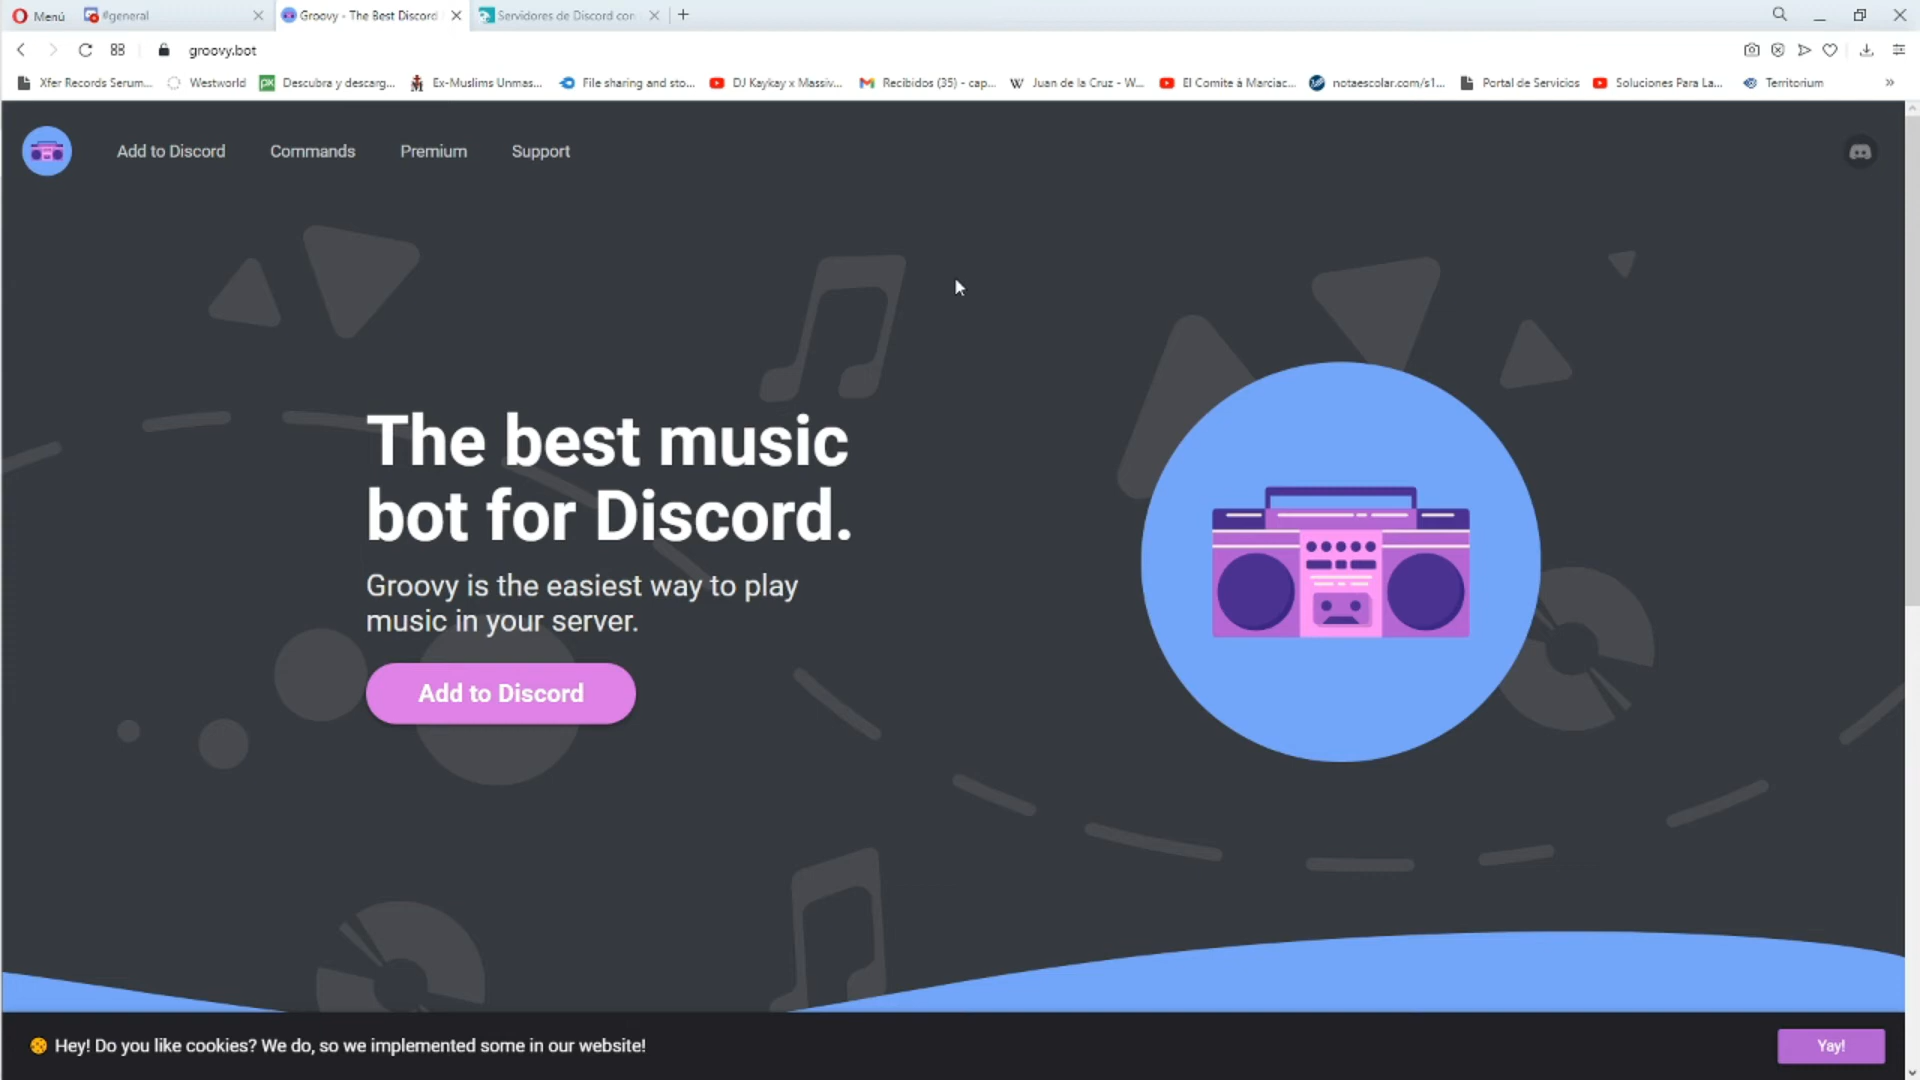 Menú
#general
Groovy - The Best Discord
Servidores de Discord con
groovy.bot
Xfer Records Serum...
Westworld
Descubra y descarg...
Ex-Muslims Unmas...
File sharing and sto...
DJ Kaykay x Massiv...
Recibidos (35) - cap...
Juan de la Cruz - W...
El Comite à Marciac...
notaescolar.com/s1...
Portal de Servicios
Soluciones Para La...
Territorium
Add to Discord
Commands
Premium
Support
The best music
bot for Discord.
Groovy is the easiest way to play
music in your server.
Add to Discord
Hey! Do you like cookies? We do, so we implemented some in our website!
Yay!